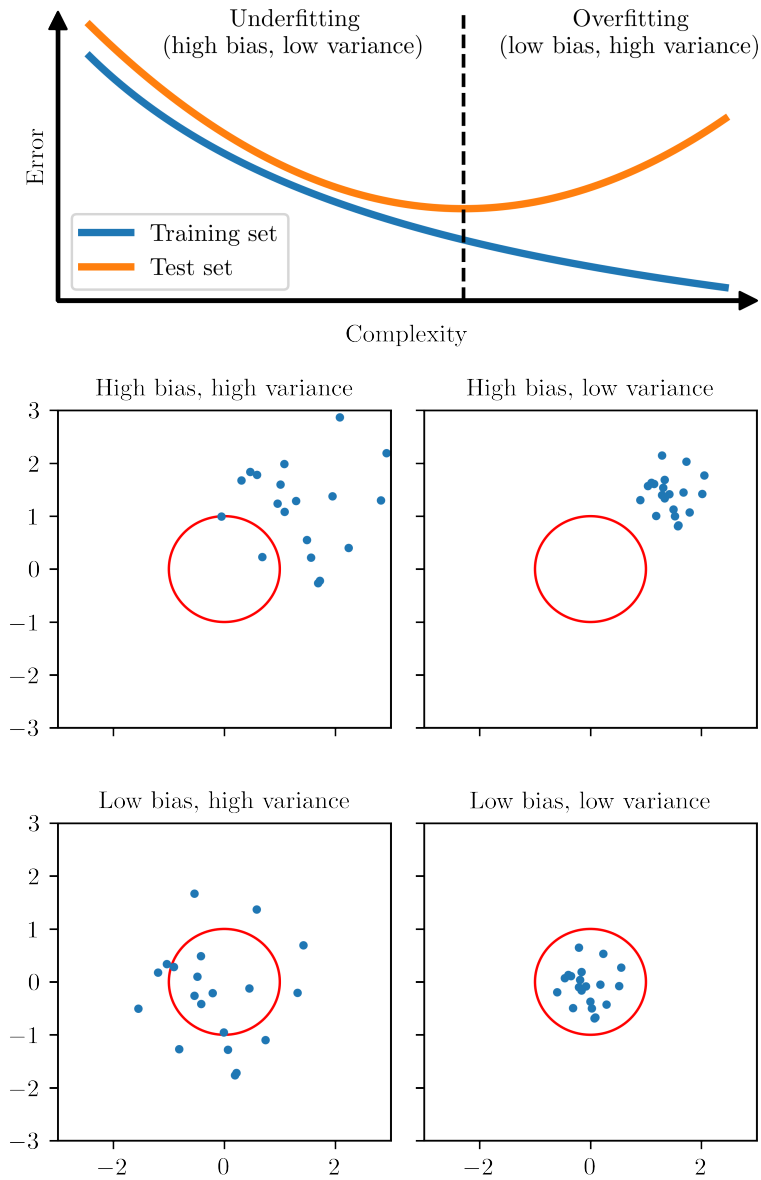 Underfitting
(high bias, low variance)
Overfitting
(low bias, high variance)
Error
Training set
Test set
Complexity
High bias, high variance
High bias, low variance
3
2
1
0
−1
−2
−3
Low bias, high variance
Low bias, low variance
3
2
1
0
−1
−2
−3
−2 0 2
−2 0 2